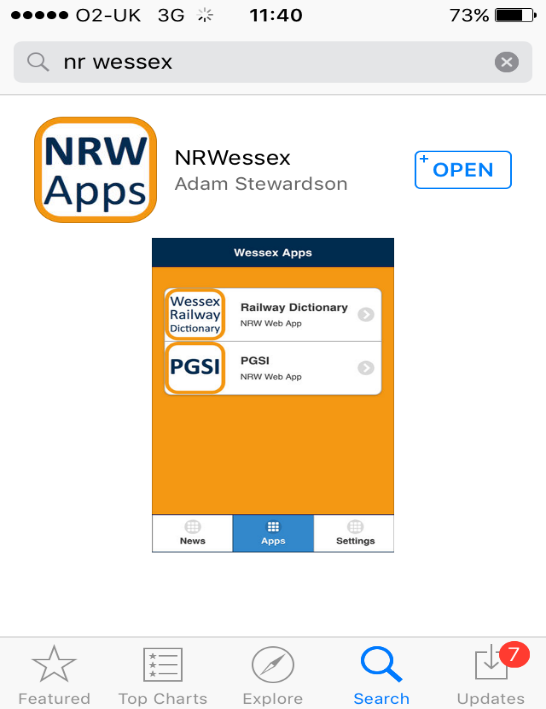 O2-UK 3G 11:40 73%
nr wessex
NRW
Apps
NRWessex
Adam Stewardson
+ OPEN
Wessex Apps
Wessex
Railway
Dictionary
Railway Dictionary
NRW Web App
PGSI
PGSI
NRW Web App
News Apps Settings
7
Featured Top Charts Explore Search Updates